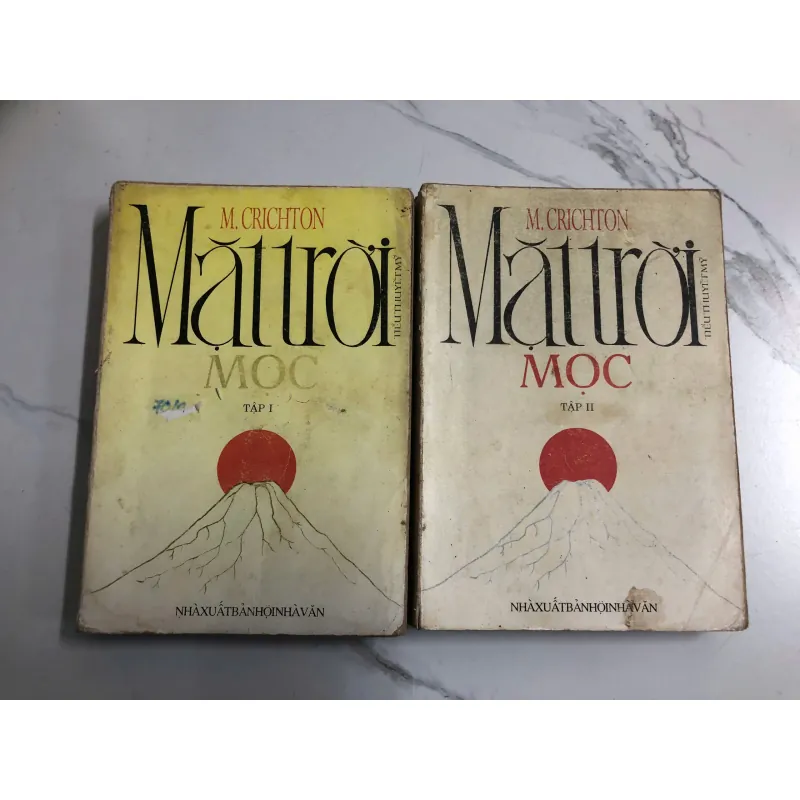 M. CRICHTON
Mặt trời
TIỂU THUYẾT MỸ
MỌC
TẬP I
NHÀ XUẤT BẢN HỘI NHÀ VĂN
M. CRICHTON
Mặt trời
TIỂU THUYẾT MỸ
MỌC
TẬP II
NHÀ XUẤT BẢN HỘI NHÀ VĂN